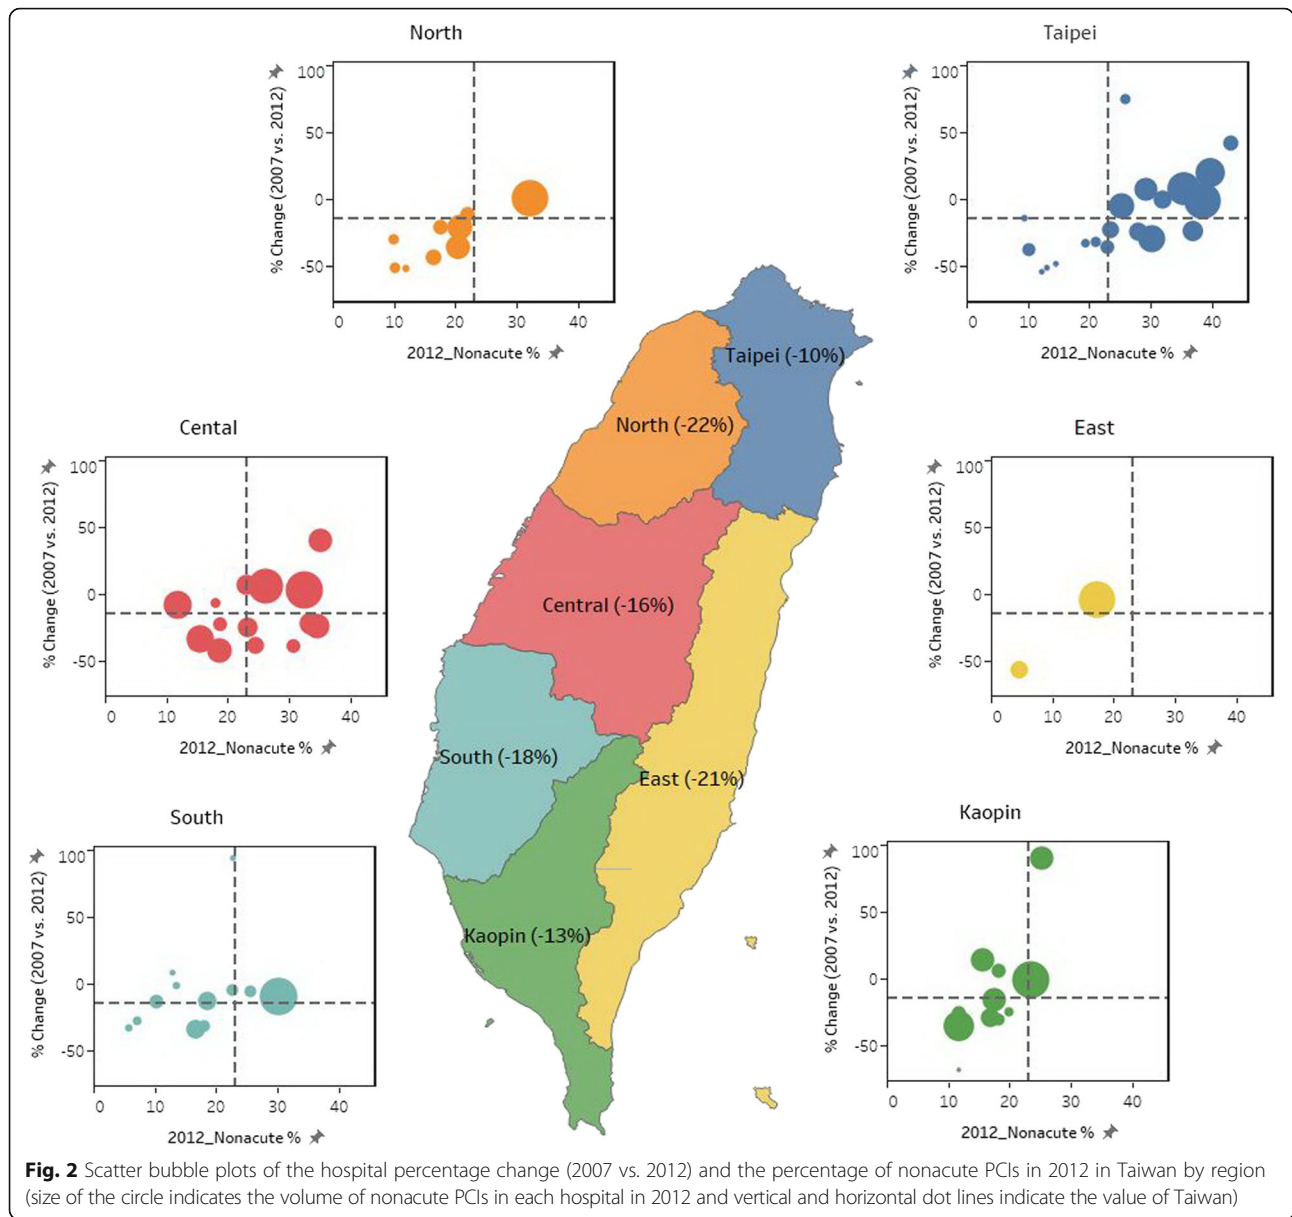 North
Taipei
% Change (2007 vs. 2012)
100
50
0
-50
0 10 20 30 40
2012_Nonacute %
% Change (2007 vs. 2012)
100
50
0
-50
0 10 20 30 40
2012_Nonacute %
Taipei (-10%)
North (-22%)
Cental
East
% Change (2007 vs. 2012)
100
50
0
-50
0 10 20 30 40
2012_Nonacute %
% Change (2007 vs. 2012)
100
50
0
-50
0 10 20 30 40
2012_Nonacute %
Central (-16%)
South (-18%)
East (-21%)
South
Kaopin
% Change (2007 vs. 2012)
100
50
0
-50
0 10 20 30 40
2012_Nonacute %
% Change (2007 vs. 2012)
100
50
0
-50
0 10 20 30 40
2012_Nonacute %
Kaopin (-13%)
Fig. 2 Scatter bubble plots of the hospital percentage change (2007 vs. 2012) and the percentage of nonacute PCIs in 2012 in Taiwan by region
(size of the circle indicates the volume of nonacute PCIs in each hospital in 2012 and vertical and horizontal dot lines indicate the value of Taiwan)